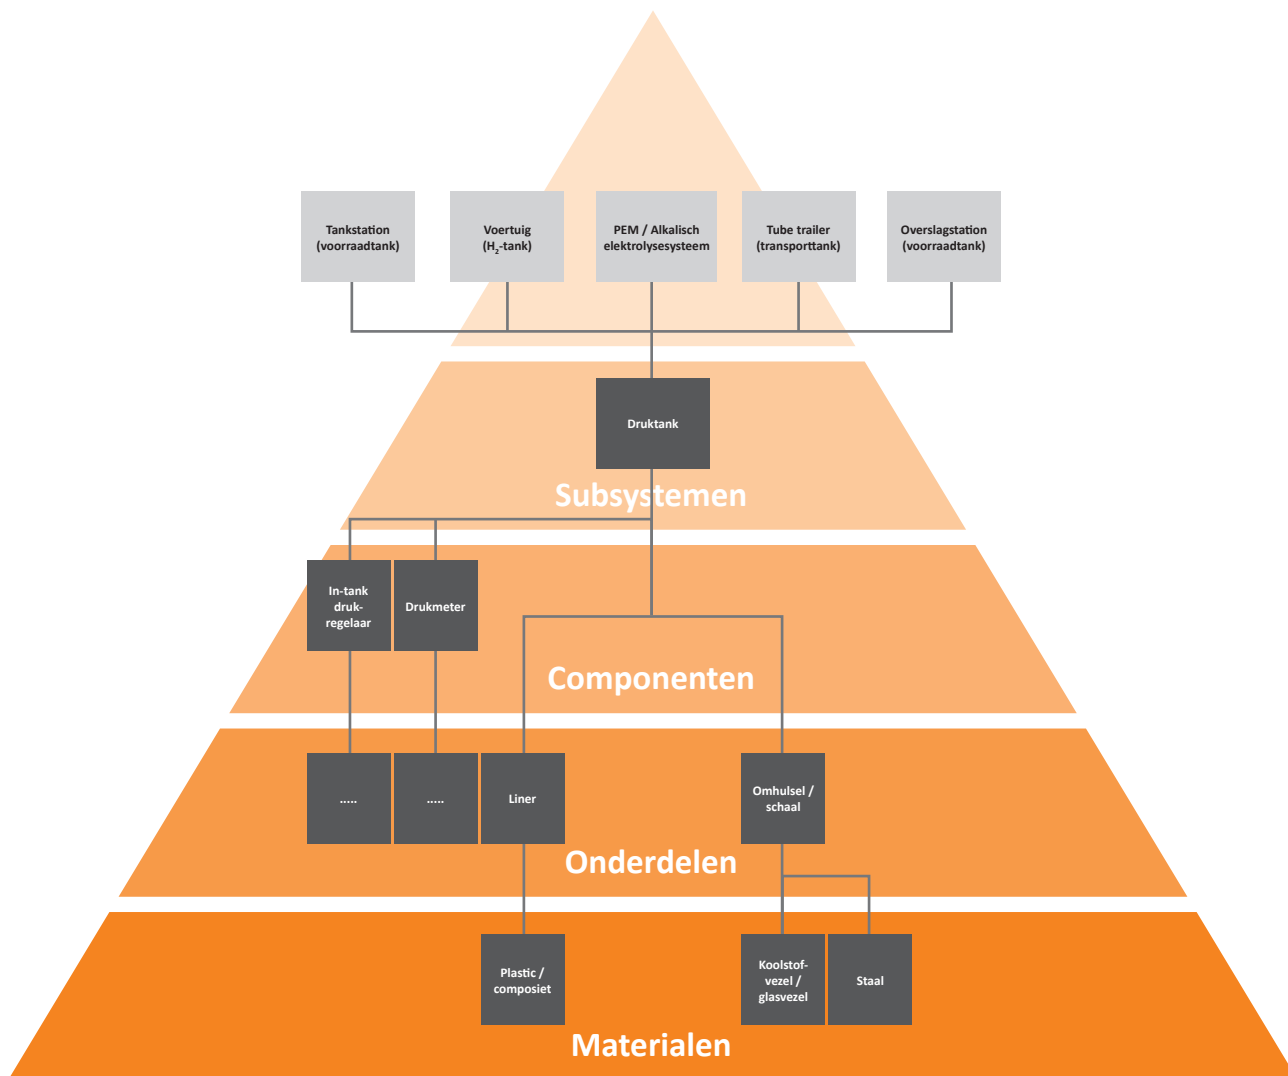 Tankstation
(voorraadtank)
Voertuig
(H₂-tank)
PEM / Alkalisch
elektrolysesysteem
Tube trailer
(transporttank)
Overslagstation
(voorraadtank)
Druktank
Subsystemen
In-tank
druk-
regelaar
Drukmeter
Componenten
.....
.....
Liner
Omhulsel /
schaal
Onderdelen
Plastic /
composiet
Koolstof-
vezel /
glasvezel
Staal
Materialen